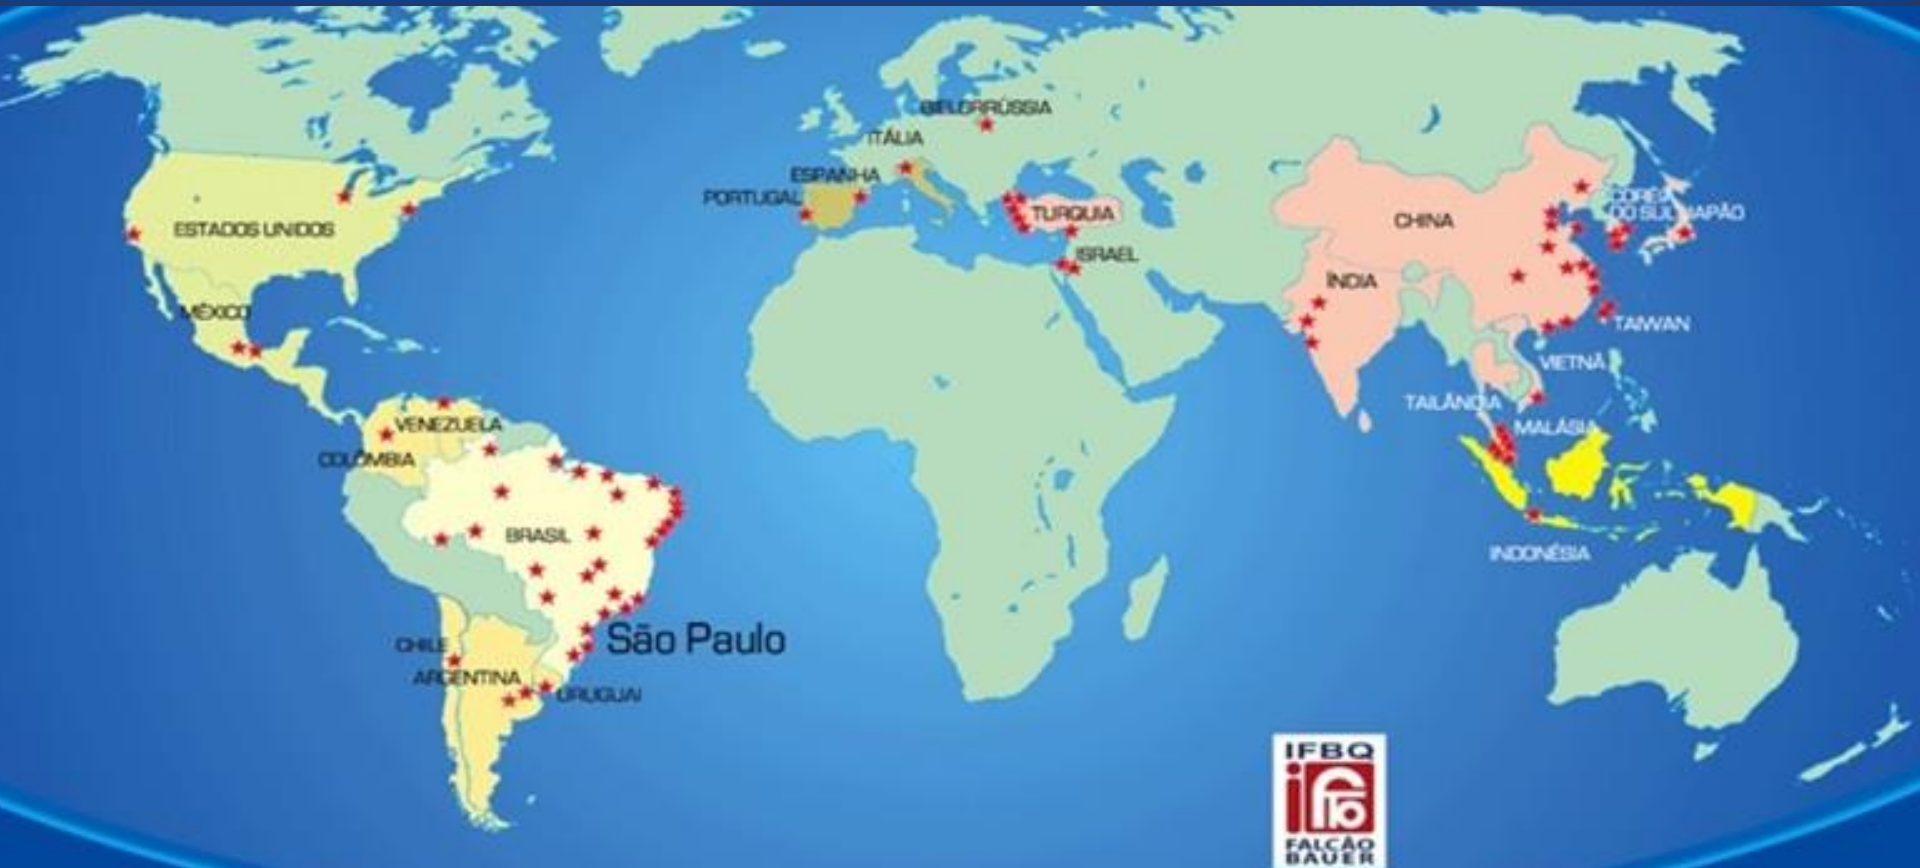 BIELORRÚSSIA
ITÁLIA
ESPANHA
PORTUGAL
TURQUIA
ISRAEL
ESTADOS UNIDOS
MÉXICO
CHINA
CORÉIA
DO SUL
JAPÃO
ÍNDIA
TAIWAN
VIETNÃ
TAILÂNDIA
MALÁSIA
INDONÉSIA
VENEZUELA
COLÔMBIA
BRASIL
São Paulo
CHILE
ARGENTINA
URUGUAI
IFBQ
FALCÃO
BAUER